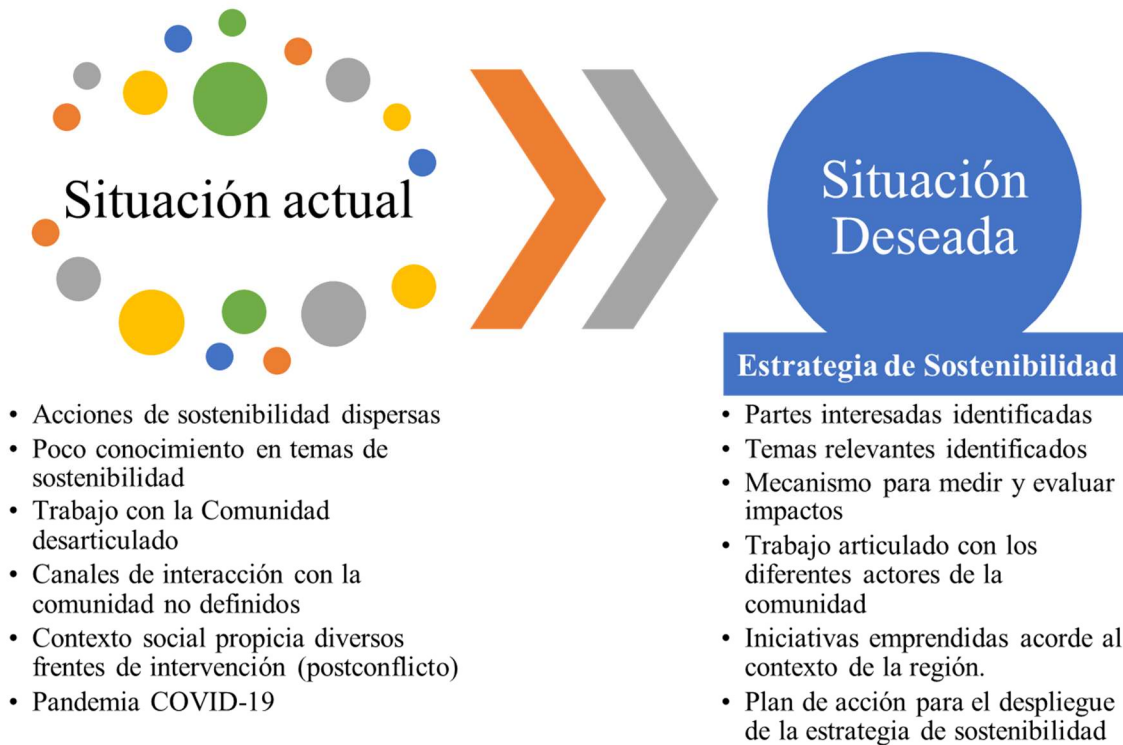 Situación actual
• Acciones de sostenibilidad dispersas
• Poco conocimiento en temas de
sostenibilidad
• Trabajo con la Comunidad
desarticulado
• Canales de interacción con la
comunidad no definidos
• Contexto social propicia diversos
frentes de intervención (postconflicto)
• Pandemia COVID-19
Situación
Deseada
Estrategia de Sostenibilidad
• Partes interesadas identificadas
• Temas relevantes identificados
• Mecanismo para medir y evaluar
impactos
• Trabajo articulado con los
diferentes actores de la
comunidad
• Iniciativas emprendidas acorde al
contexto de la región.
• Plan de acción para el despliegue
de la estrategia de sostenibilidad